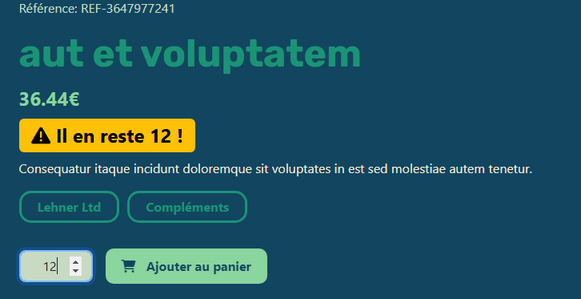 Référence: REF-3647977241
aut et voluptatem
36.44€
Il en reste 12 !
Consequatur itaque incidunt doloremque sit voluptates in est sed molestiae autem tenetur.
Lehner Ltd Compléments
12 Ajouter au panier